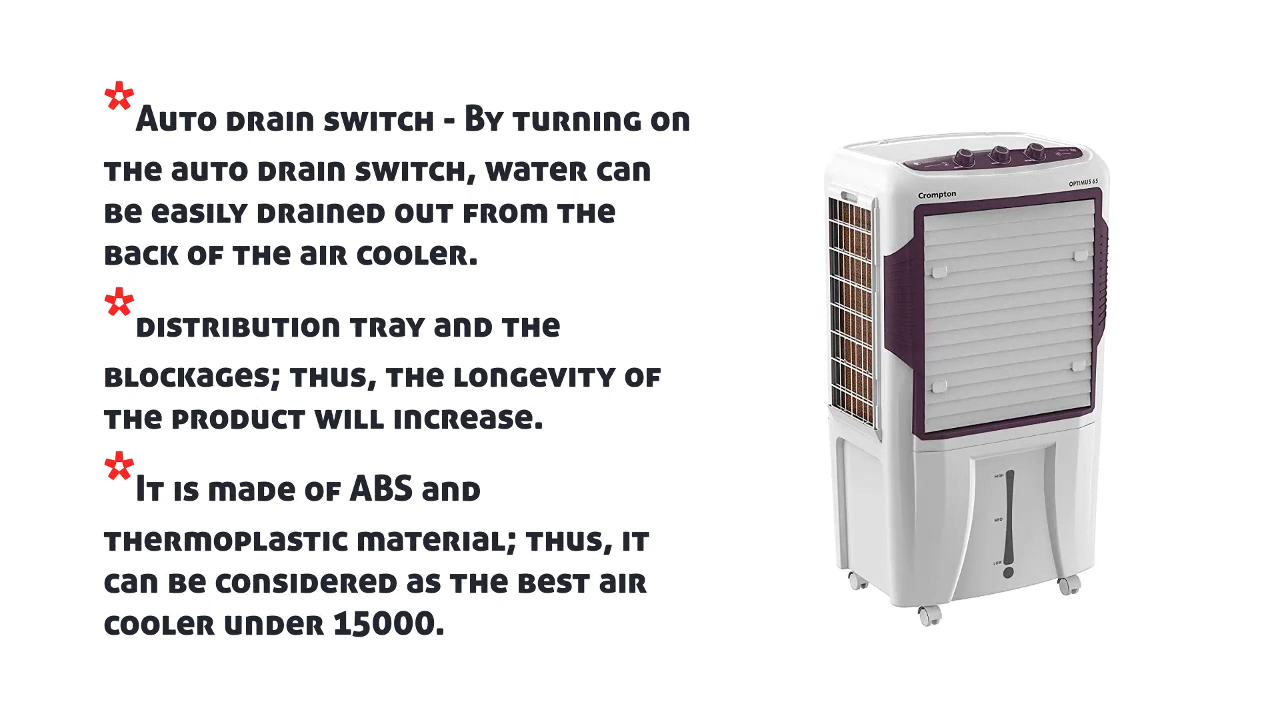 *Auto drain switch - By turning on
the auto drain switch, water can
be easily drained out from the
back of the air cooler.
*distribution tray and the
blockages; thus, the longevity of
the product will increase.
*It is made of ABS and
thermoplastic material; thus, it
can be considered as the best air
cooler under 15000.
Crompton
OPTIMUS 65
HIGH
MED
LOW